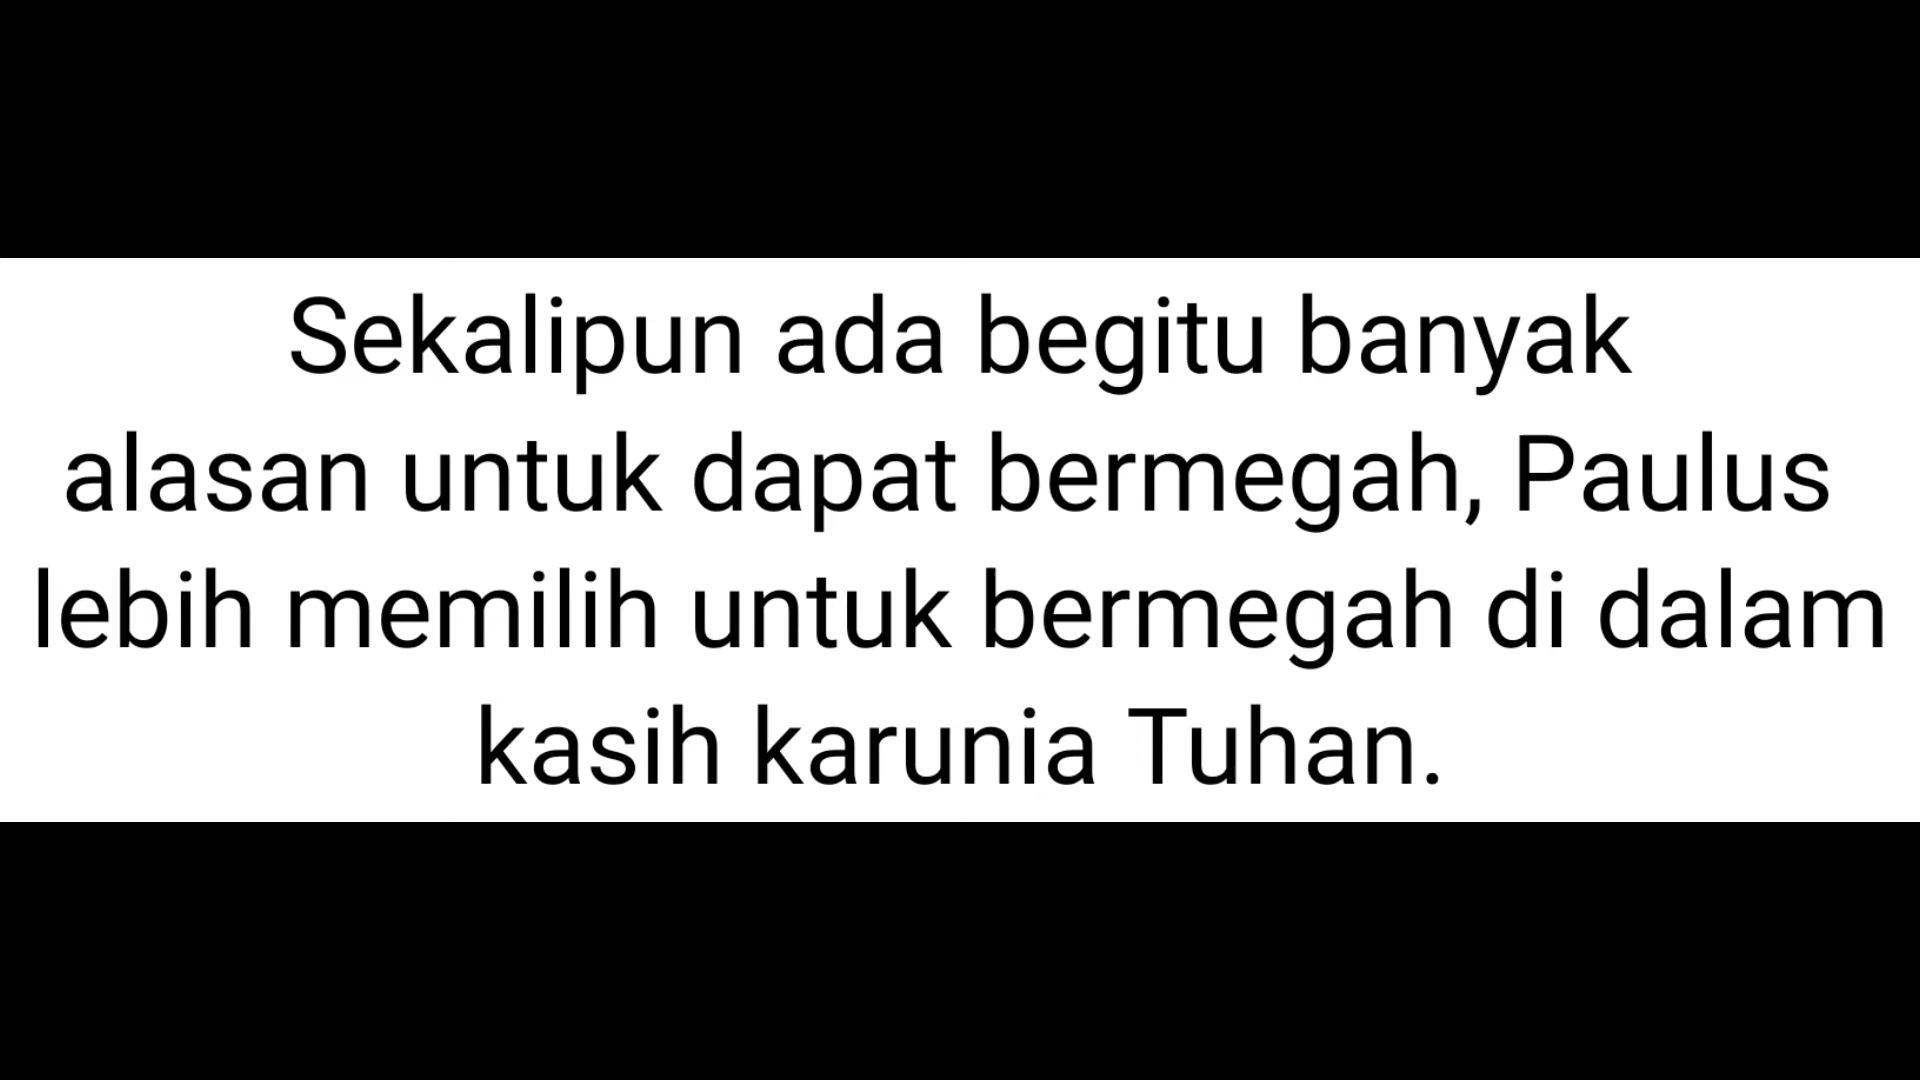 Sekalipun ada begitu banyak
alasan untuk dapat bermegah, Paulus
lebih memilih untuk bermegah di dalam
kasih karunia Tuhan.